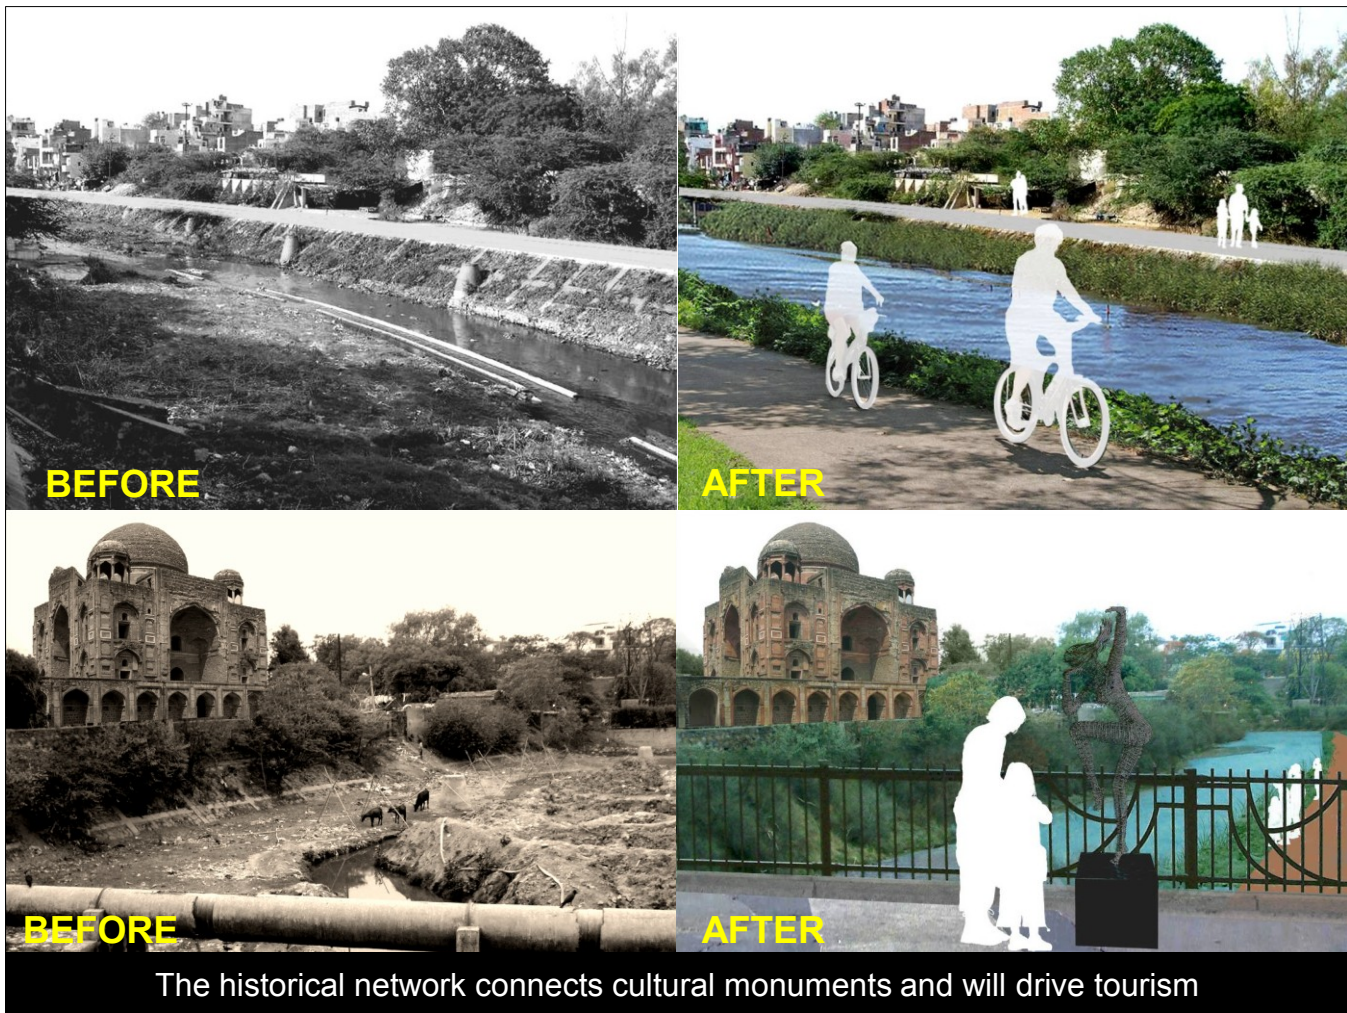 BEFORE
AFTER
BEFORE
AFTER
The historical network connects cultural monuments and will drive tourism